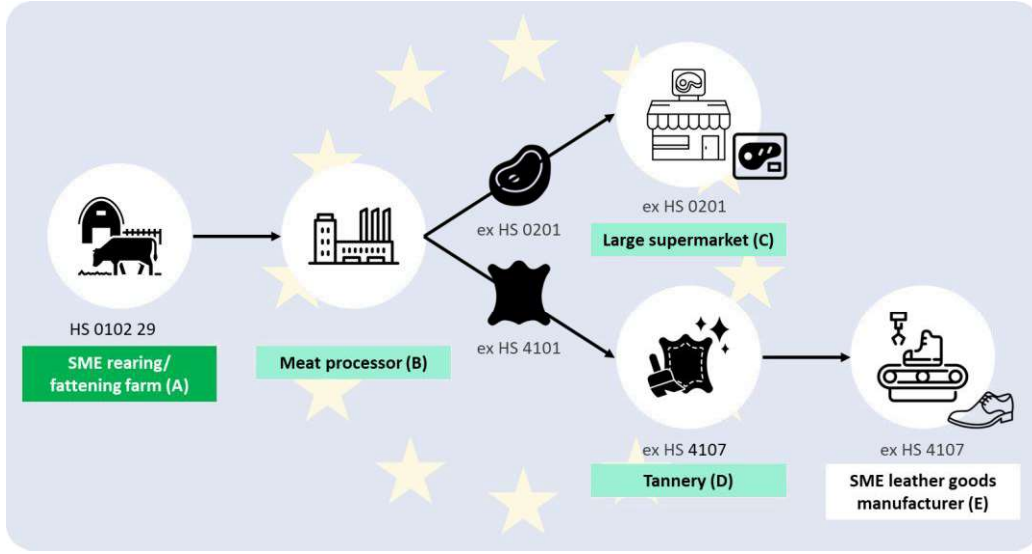 HS 0102 29
SME rearing/
fattening farm (A)
Meat processor (B)
ex HS 0201
ex HS 4101
ex HS 0201
Large supermarket (C)
ex HS 4107
Tannery (D)
ex HS 4107
SME leather goods
manufacturer (E)